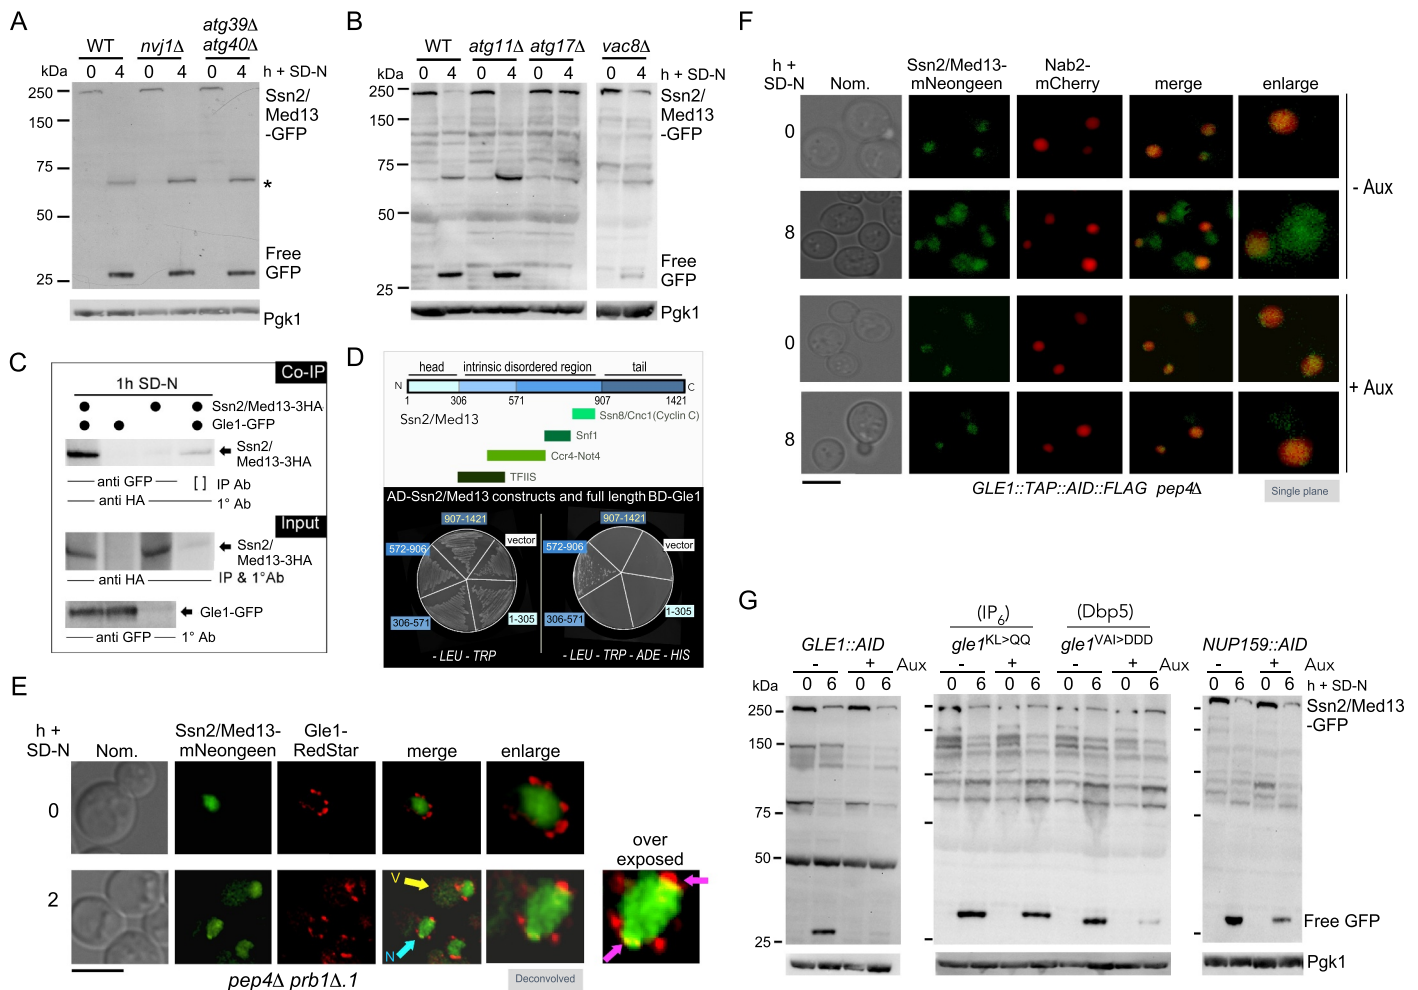 A
WT
nvj1Δ
atg39Δ
atg40Δ
kDa
0 4 0 4 0 4 h + SD-N
250
150
75
50
25
Ssn2/
Med13
-GFP
*
Free
GFP
Pgk1
B
WT
atg11Δ
atg17Δ
vac8Δ
kDa
0 4 0 4 0 4 0 4 h + SD-N
250
150
75
50
25
Ssn2/
Med13
-GFP
Free
GFP
Pgk1
C
Co-IP
1h SD-N
Ssn2/Med13-3HA
Gle1-GFP
Ssn2/
Med13-3HA
anti GFP [ ] IP Ab
anti HA 1° Ab
Input
Ssn2/
Med13-3HA
anti HA IP & 1°Ab
Gle1-GFP
anti GFP 1° Ab
D
head intrinsic disordered region tail
N C
1 306 571 907 1421
Ssn2/Med13
Ssn8/Cnc1(Cyclin C)
Snf1
Ccr4-Not4
TFIIS
AD-Ssn2/Med13 constructs and full length BD-Gle1
907-1421
572-906
vector
306-571
1-305
- LEU - TRP
907-1421
572-906
vector
306-571
1-305
- LEU - TRP - ADE - HIS
E
h +
SD-N
Nom.
Ssn2/Med13-
mNeongeen
Gle1-
RedStar
merge
enlarge
0
2
V
N
over
exposed
pep4Δ prb1Δ.1
Deconvolved
F
h +
SD-N
Nom.
Ssn2/Med13-
mNeongeen
Nab2-
mCherry
merge
enlarge
0
8
- Aux
0
8
+ Aux
GLE1::TAP::AID::FLAG pep4Δ
Single plane
G
GLE1::AID
(IP6)
gle1KL>QQ
(Dbp5)
gle1VAI>DDD
NUP159::AID
- + Aux
- + - + Aux
- + Aux
kDa
0 6 0 6
0 6 0 6 0 6 0 6
0 6 0 6 h + SD-N
250
150
75
50
25
Ssn2/Med13
-GFP
Free GFP
Pgk1